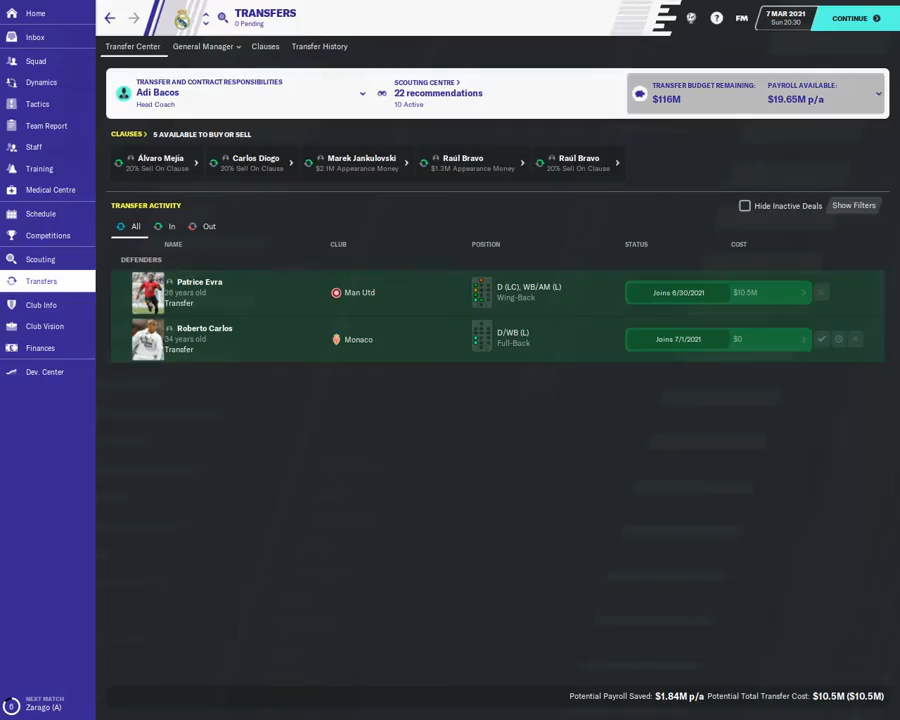 TRANSFERS
0 Pending
FM
7 MAR 2021
Sun 20:30
CONTINUE
Home
Inbox
Squad
Dynamics
Tactics
Team Report
Staff
Training
Medical Centre
Schedule
Competitions
Scouting
Transfers
Club Info
Club Vision
Finances
Dev. Center
6
NEXT MATCH
Zarago (A)
Transfer Center
General Manager
Clauses
Transfer History
TRANSFER AND CONTRACT RESPONSIBILITIES
Adi Bacos
Head Coach
SCOUTING CENTRE >
22 recommendations
10 Active
TRANSFER BUDGET REMAINING:
$116M
PAYROLL AVAILABLE:
$19.65M p/a
CLAUSES > 5 AVAILABLE TO BUY OR SELL
Álvaro Mejía
20% Sell On Clause
Carlos Diogo
20% Sell On Clause
Marek Jankulovski
$2.1M Appearance Money
Raúl Bravo
$1.3M Appearance Money
Raúl Bravo
20% Sell On Clause
TRANSFER ACTIVITY
Hide Inactive Deals
Show Filters
All
In
Out
NAME CLUB POSITION STATUS COST
DEFENDERS
Patrice Evra
26 years old
Transfer
Man Utd
D (LC), WB/AM (L)
Wing-Back
Joins 6/30/2021
$10.5M
Roberto Carlos
34 years old
Transfer
Monaco
D/WB (L)
Full-Back
Joins 7/1/2021
$0
Potential Payroll Saved: $1.84M p/a Potential Total Transfer Cost: $10.5M ($10.5M)